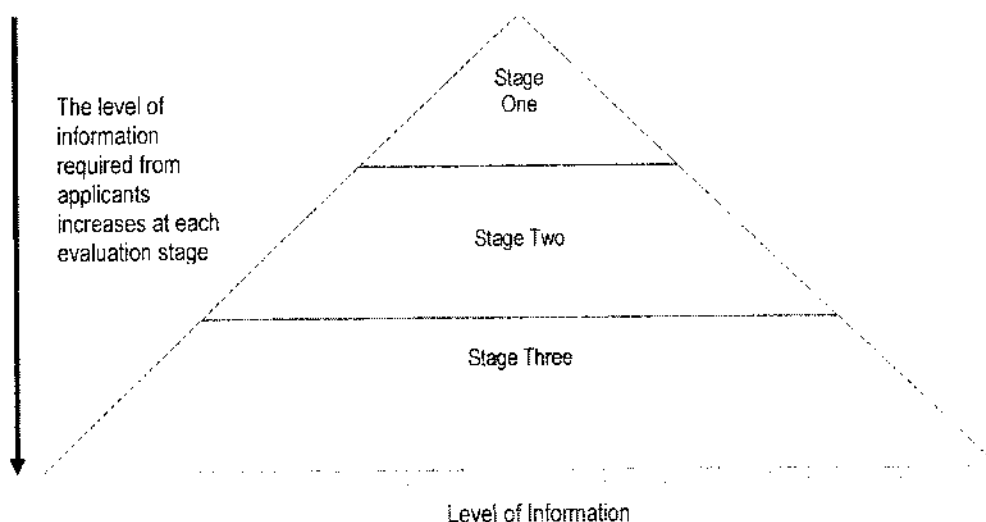 The level of
information
required from
applicants
increases at each
evaluation stage
Stage
One
Stage Two
Stage Three
Level of Information